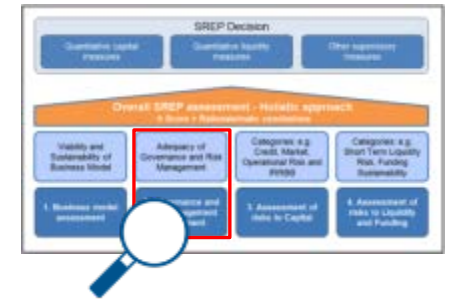 SREP Decision
Quantitative capital
measures
Quantitative liquidity
measures
Other supervisory
measures
Overall SREP assessment - Holistic approach
Viability and
Sustainability of
Business Model
Adequacy of
Governance and Risk
Management
Categories: e.g.
Credit, Market,
Operational Risk and
IRRBB
Categories: e.g.
Short Term Liquidity
Risk, Funding
Sustainability
1. Business model
assessment
3. Assessment of
risks to Capital
4. Assessment of
risks to Liquidity
and Funding